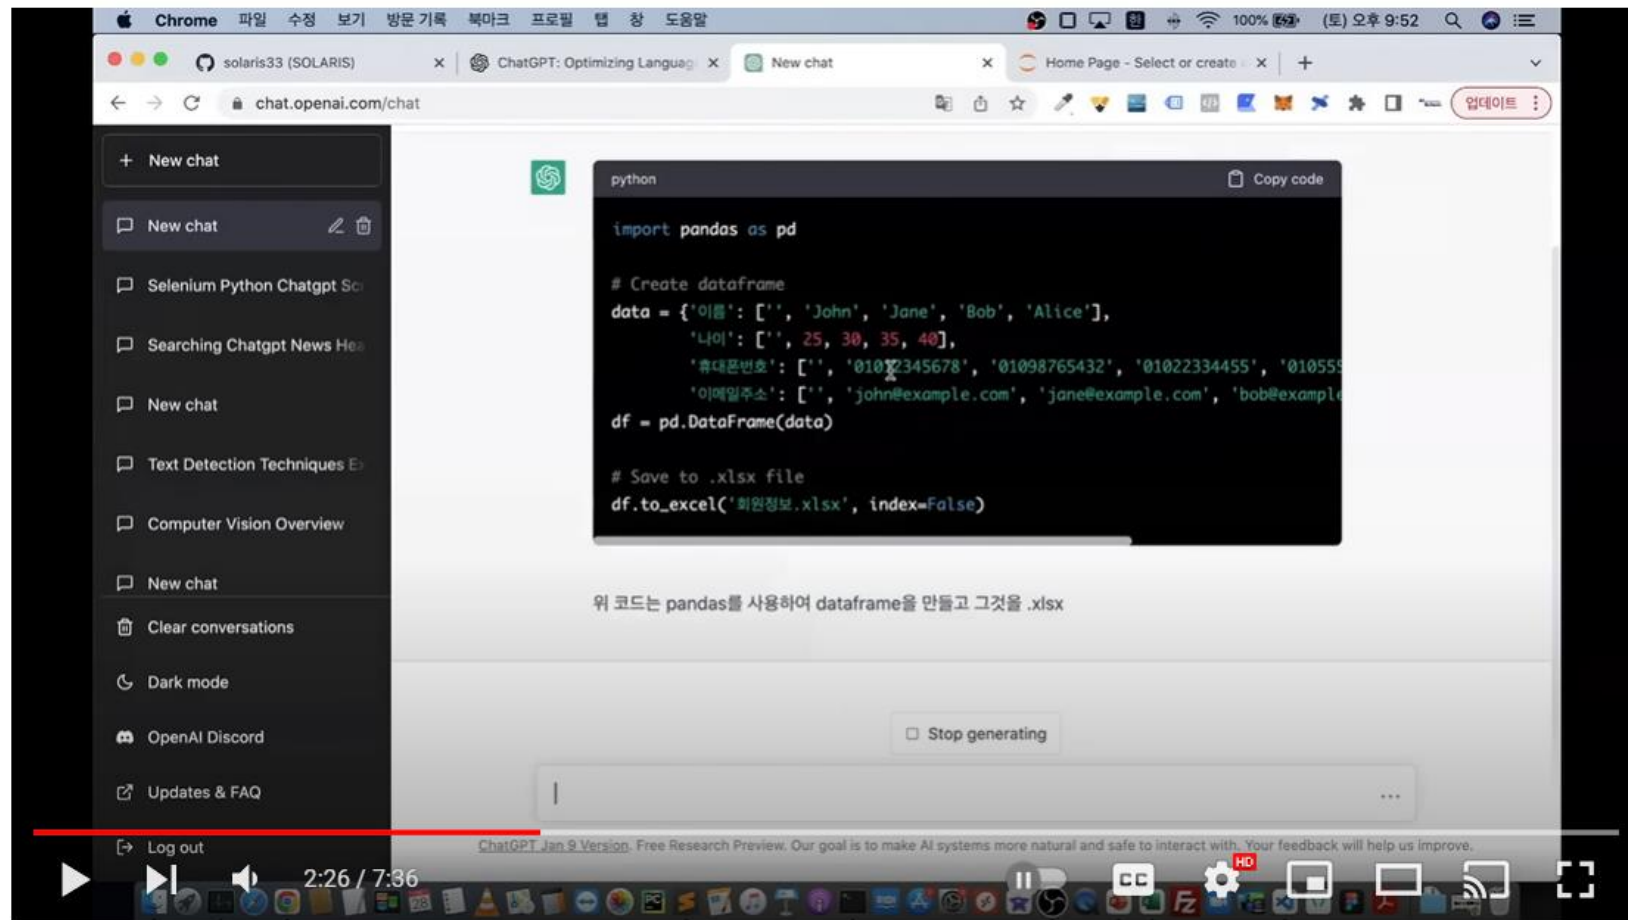 Chrome 파일 수정 보기 방문 기록 북마크 프로필 탭 창 도움말 한 100% (토) 오후 9:52
solaris33 (SOLARIS) ChatGPT: Optimizing Languag New chat Home Page - Select or create
chat.openai.com/chat 업데이트
New chat
New chat
Selenium Python Chatgpt Sc
Searching Chatgpt News Hea
New chat
Text Detection Techniques E
Computer Vision Overview
New chat
Clear conversations
Dark mode
OpenAI Discord
Updates & FAQ
Log out
python Copy code
import pandas as pd
# Create dataframe
data = {'이름': ['', 'John', 'Jane', 'Bob', 'Alice'],
'나이': ['', 25, 30, 35, 40],
'휴대폰번호': ['', '01012345678', '01098765432', '01022334455', '010555
'이메일주소': ['', 'john@example.com', 'jane@example.com', 'bob@example
df = pd.DataFrame(data)
# Save to .xlsx file
df.to_excel('회원정보.xlsx', index=False)
위 코드는 pandas를 사용하여 dataframe을 만들고 그것을 .xlsx
Stop generating
ChatGPT Jan 9 Version. Free Research Preview. Our goal is to make AI systems more natural and safe to interact with. Your feedback will help us improve.
2:26 / 7:36 CC HD